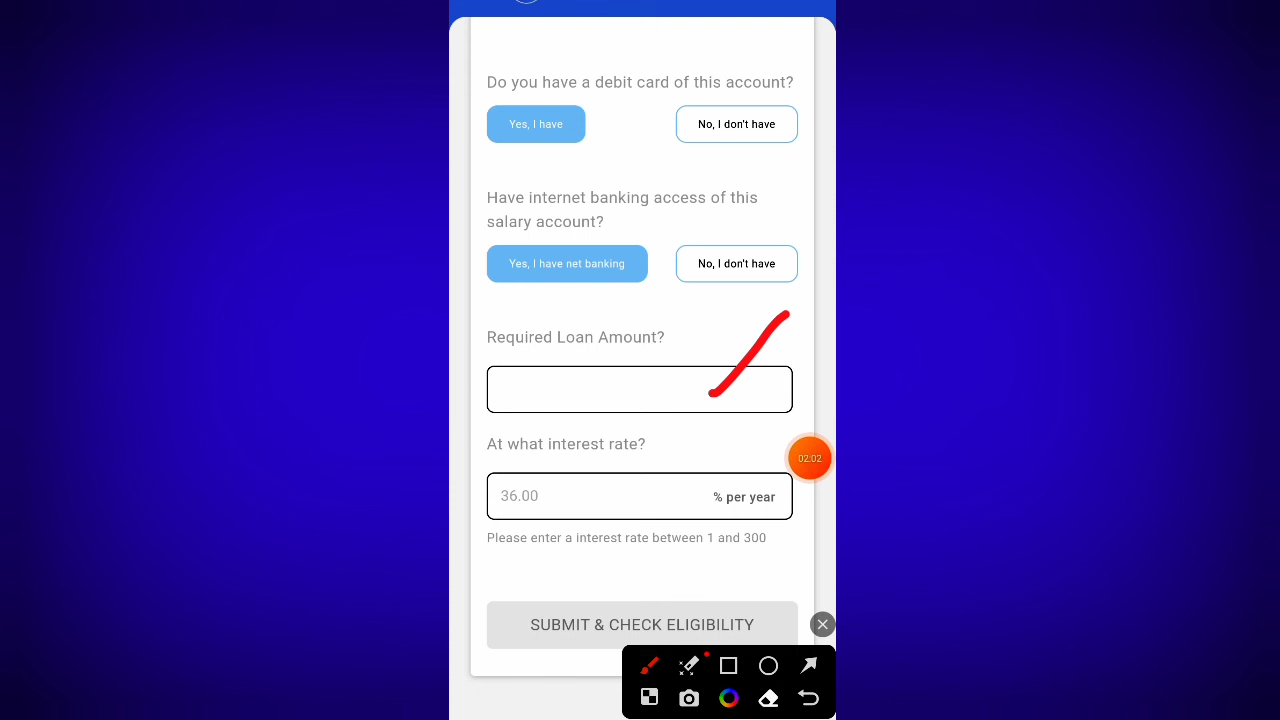 Do you have a debit card of this account?
Yes, I have
No, I don't have
Have internet banking access of this
salary account?
Yes, I have net banking
No, I don't have
Required Loan Amount?
At what interest rate?
36.00
% per year
02:02
Please enter a interest rate between 1 and 300
SUBMIT & CHECK ELIGIBILITY